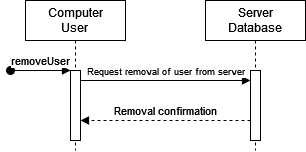 Computer
User
Server
Database
removeUser
Request removal of user from server
Removal confirmation